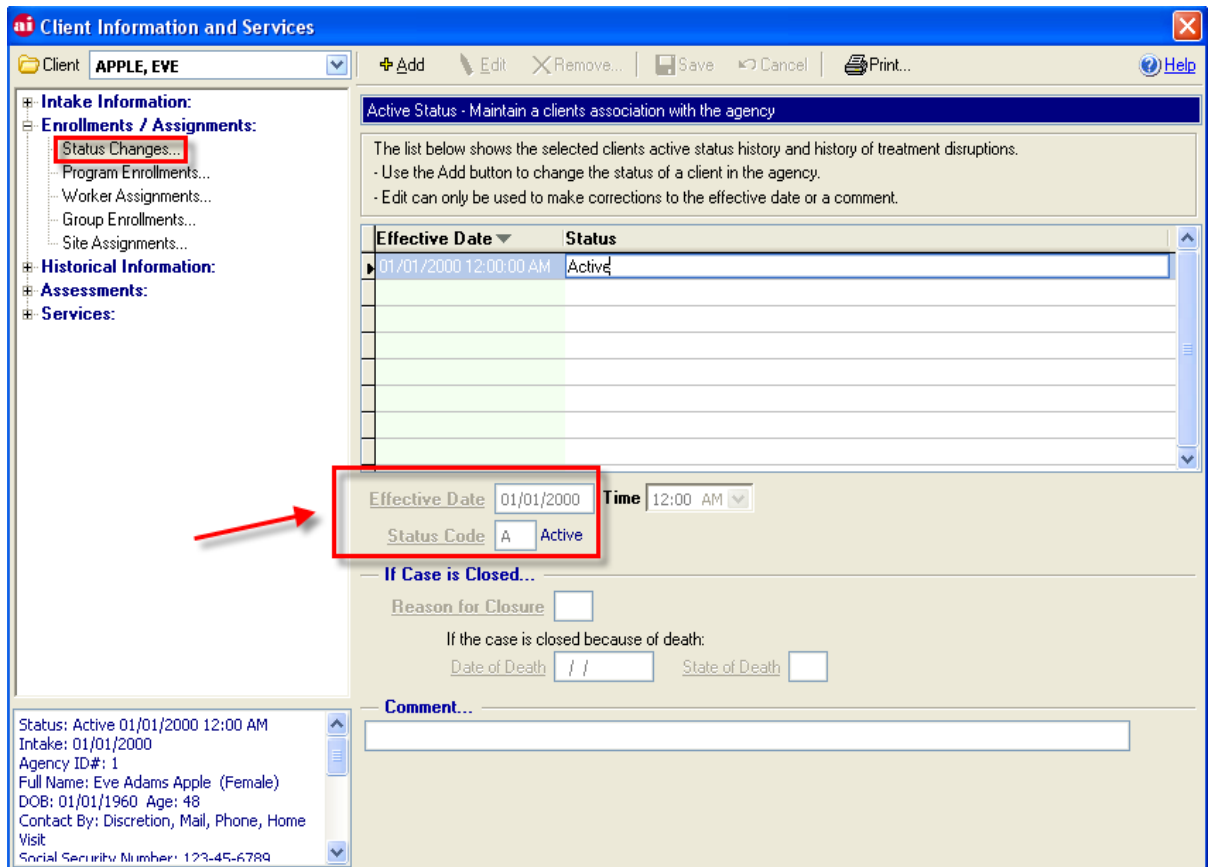 ai Client Information and Services
Client APPLE, EVE Add Edit Remove... Save Cancel Print... Help
Intake Information:
Enrollments / Assignments:
Status Changes...
Program Enrollments...
Worker Assignments...
Group Enrollments...
Site Assignments...
Historical Information:
Assessments:
Services:
Active Status - Maintain a clients association with the agency
The list below shows the selected clients active status history and history of treatment disruptions.
- Use the Add button to change the status of a client in the agency.
- Edit can only be used to make corrections to the effective date or a comment.
Effective Date Status
01/01/2000 12:00:00 AM Active
Effective Date 01/01/2000 Time 12:00 AM
Status Code A Active
If Case is Closed...
Reason for Closure
If the case is closed because of death:
Date of Death / / State of Death
Comment...
Status: Active 01/01/2000 12:00 AM
Intake: 01/01/2000
Agency ID#: 1
Full Name: Eve Adams Apple (Female)
DOB: 01/01/1960 Age: 48
Contact By: Discretion, Mail, Phone, Home
Visit
Social Security Number: 123-45-6789